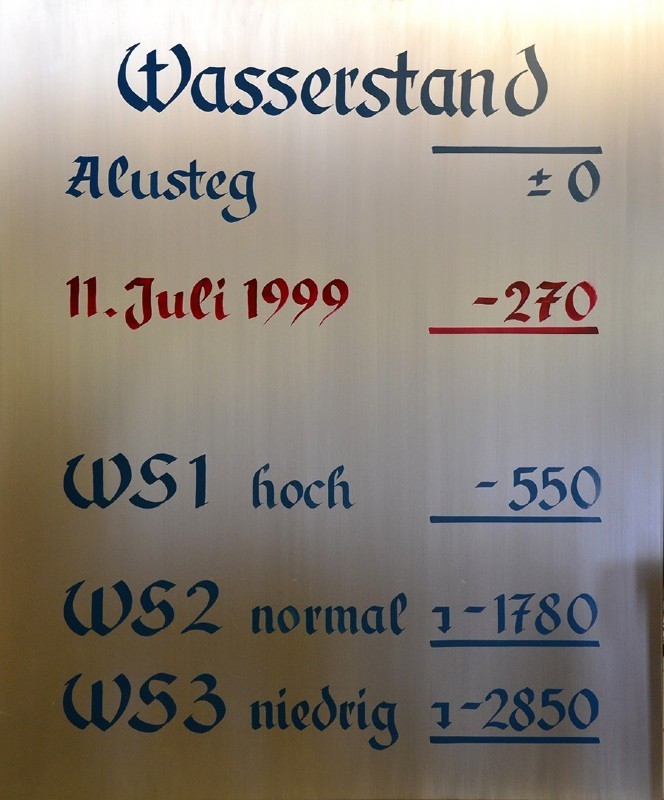 Wasserstand
Alusteg ± 0
11. Juli 1999 -270
WS1 hoch -550
WS2 normal -1780
WS3 niedrig -2850